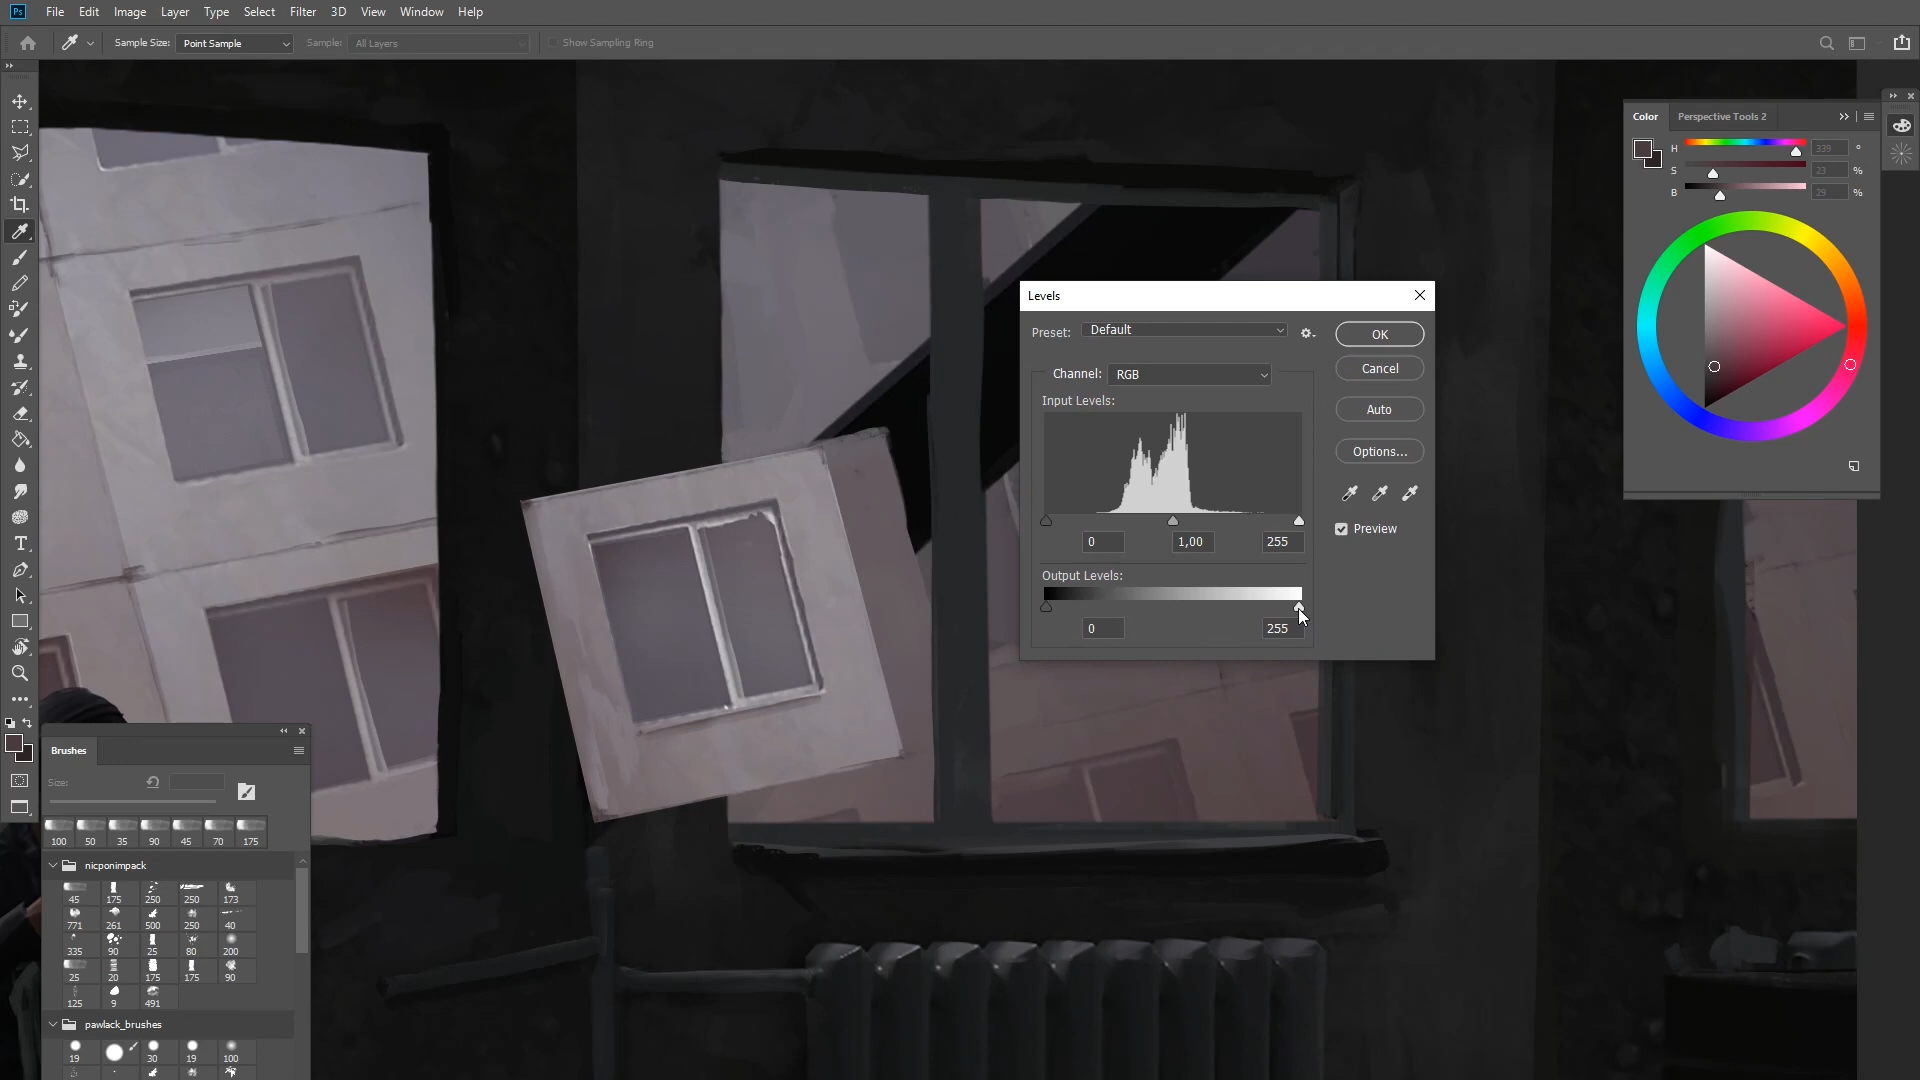 Ps File Edit Image Layer Type Select Filter 3D View Window Help
Sample Size: Point Sample Sample: All Layers Show Sampling Ring
Color Perspective Tools 2
H 339 °
S 23 %
B 29 %
Levels
Preset: Default OK
Channel: RGB Cancel
Input Levels: Auto
Options...
0 1,00 255 Preview
Output Levels:
0 255
Brushes
Size:
100 50 35 90 45 70 175
nicponimpack
45 175 250 250 173
771 261 500 250 40
335 90 25 80 200
25 20 175 175 90
125 9 491
pawlack_brushes
19 30 19 100